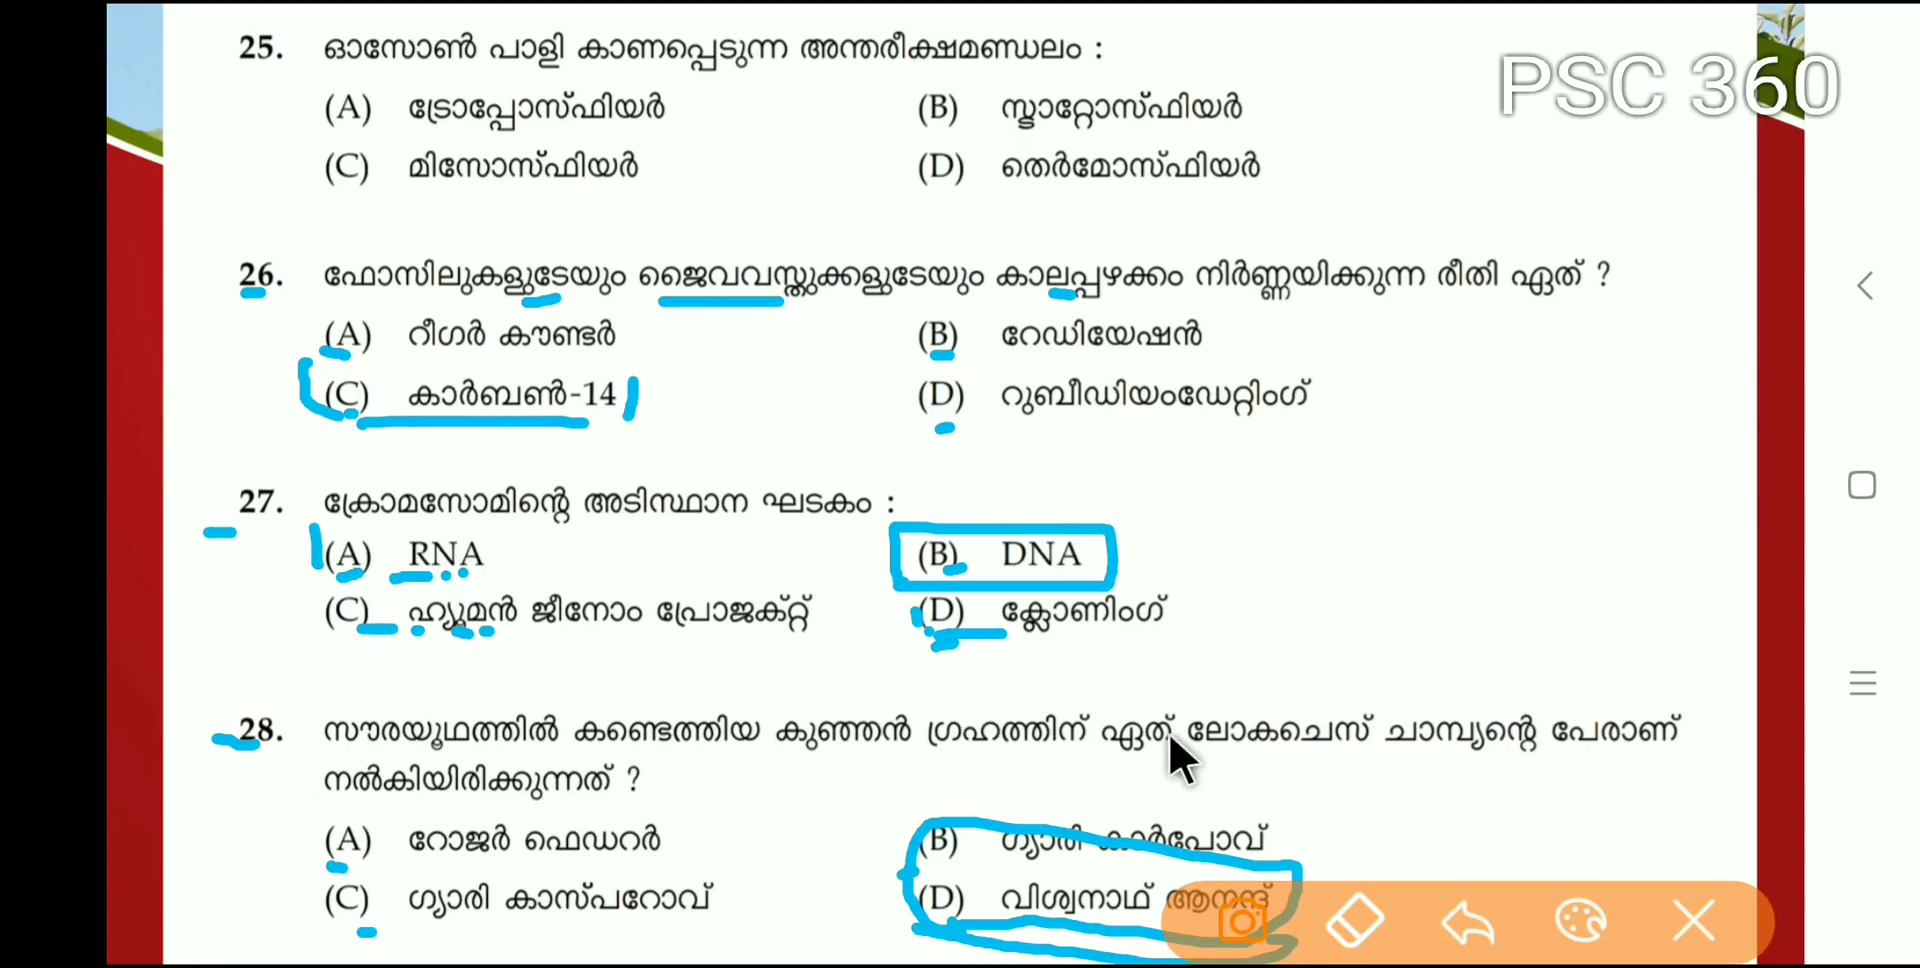 PSC 360
25. ഓസോൺ പാളി കാണപ്പെടുന്ന അന്തരീക്ഷമണ്ഡലം :
(A) ട്രോപ്പോസ്ഫിയർ (B) സ്ട്രാറ്റോസ്ഫിയർ
(C) മിസോസ്ഫിയർ (D) തെർമോസ്ഫിയർ
26. ഫോസിലുകളുടേയും ജൈവവസ്തുക്കളുടേയും കാലപ്പഴക്കം നിർണ്ണയിക്കുന്ന രീതി ഏത് ?
(A) റീഗർ കൗണ്ടർ (B) റേഡിയേഷൻ
(C) കാർബൺ-14 (D) റുബീഡിയംഡേറ്റിംഗ്
27. ക്രോമസോമിന്റെ അടിസ്ഥാന ഘടകം :
(A) RNA (B) DNA
(C) ഹ്യൂമൻ ജീനോം പ്രോജക്റ്റ് (D) ക്ലോണിംഗ്
28. സൗരയൂഥത്തിൽ കണ്ടെത്തിയ കുഞ്ഞൻ ഗ്രഹത്തിന് ഏത് ലോകചെസ് ചാമ്പ്യന്റെ പേരാണ്
നൽകിയിരിക്കുന്നത് ?
(A) റോജർ ഫെഡറർ (B) ഗ്യാരി കാർപോവ്
(C) ഗ്യാരി കാസ്പറോവ് (D) വിശ്വനാഥ് ആനന്ദ്